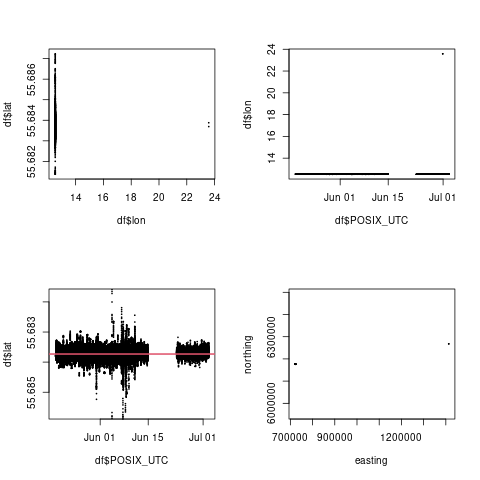 df$lat
55.686
55.684
55.682
14 16 18 20 22 24
df$lon
df$lon
24
22
20
18
16
14
Jun 01 Jun 15 Jul 01
df$POSIX_UTC
df$lat
55.683
55.685
Jun 01 Jun 15 Jul 01
df$POSIX_UTC
northing
6300000
6000000
700000 900000 1200000
easting